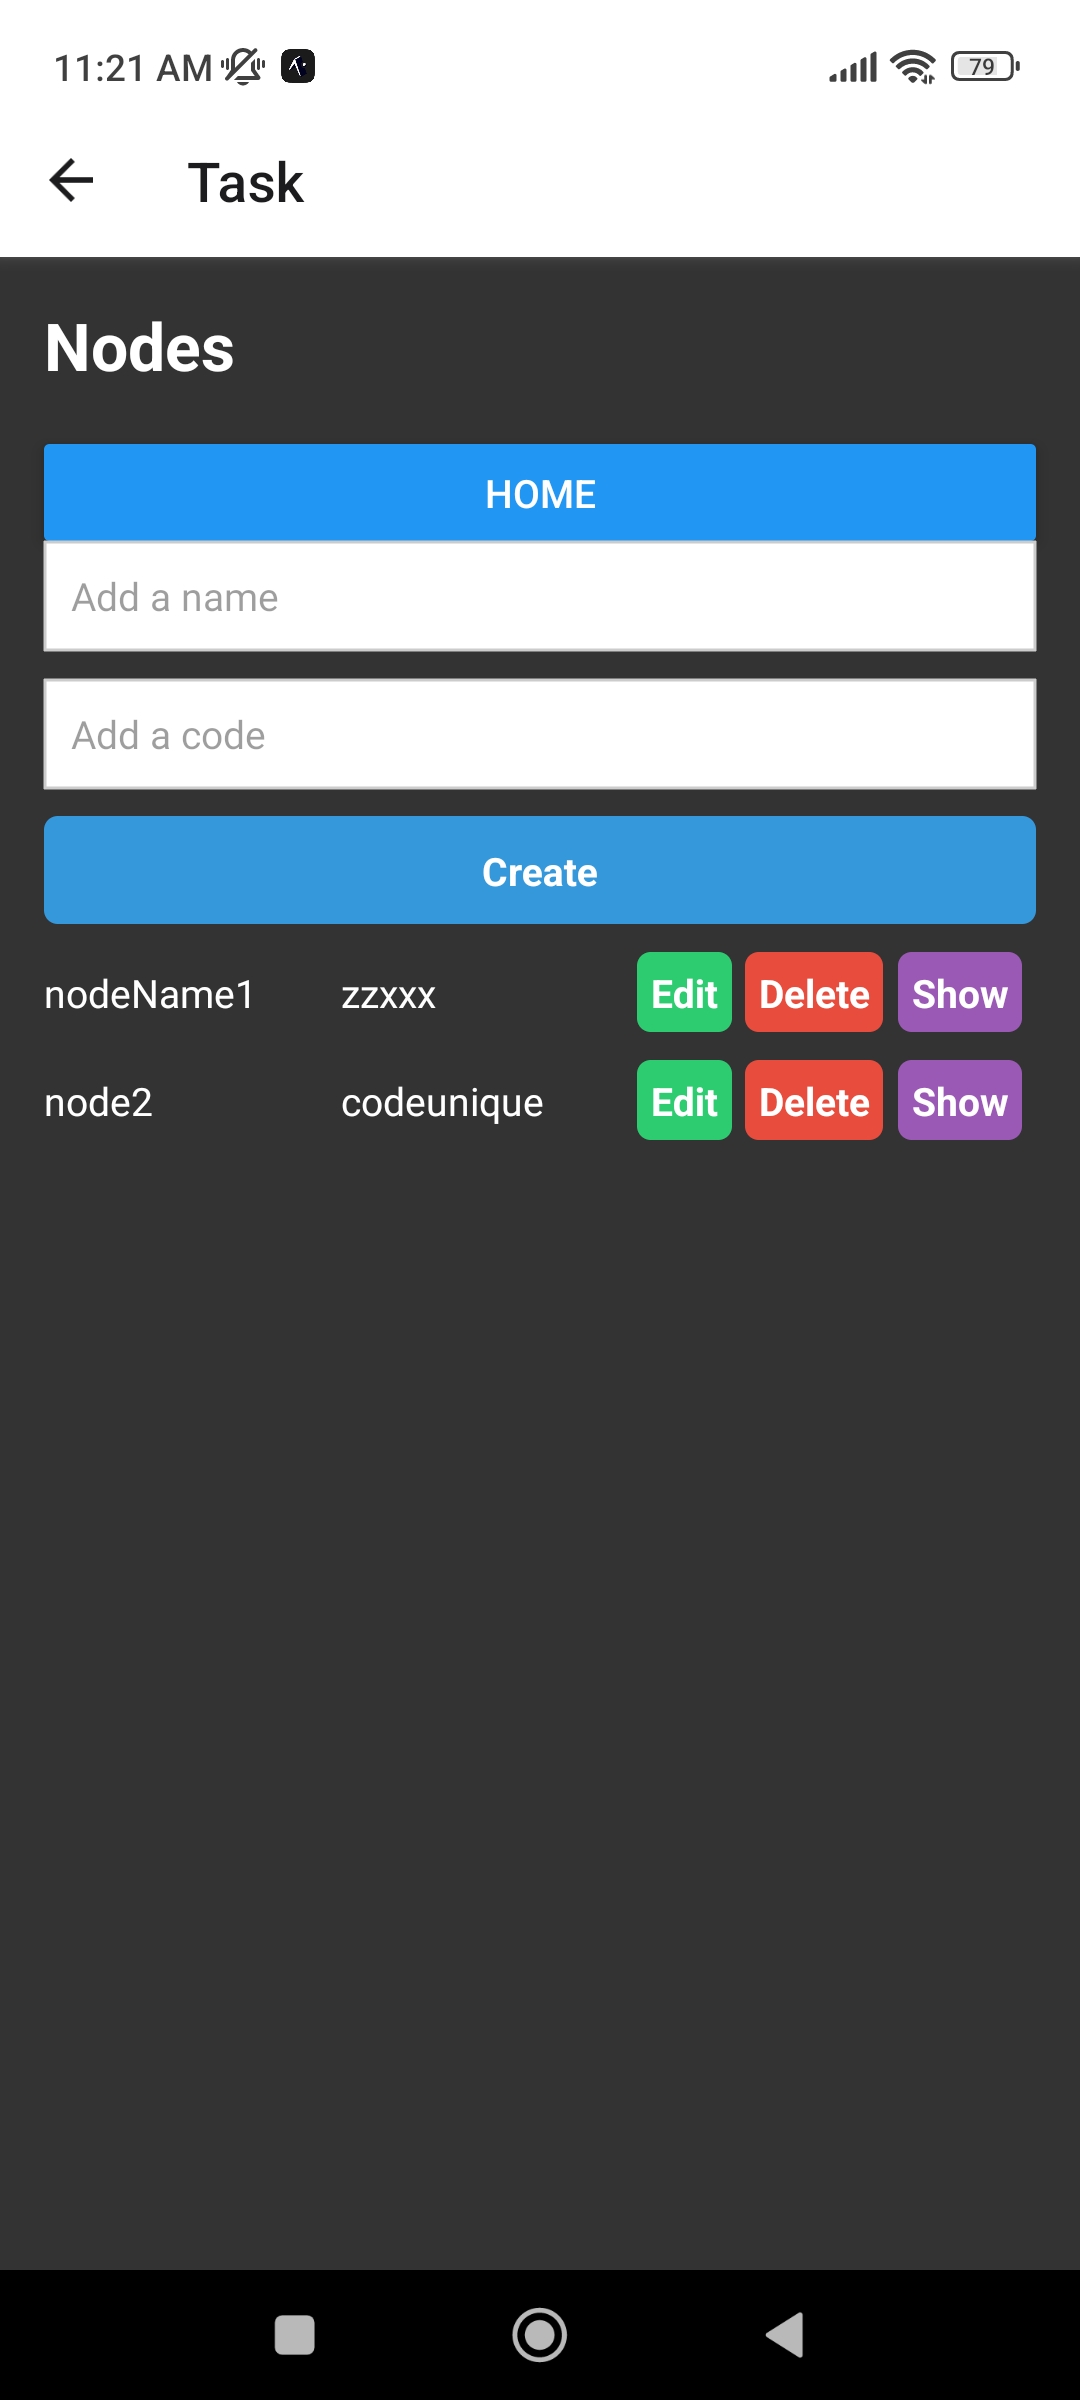 11:21 AM 79
Task
Nodes
HOME
Add a name
Add a code
Create
nodeName1 zzxxx Edit Delete Show
node2 codeunique Edit Delete Show